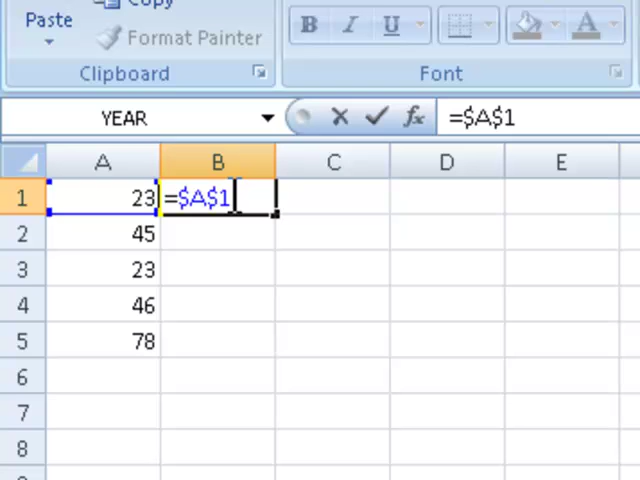 Copy
Paste
Format Painter
B I U A
Clipboard
Font
YEAR
fx =$A$1
A B C D E
1 23 =$A$1
2 45
3 23
4 46
5 78
6
7
8